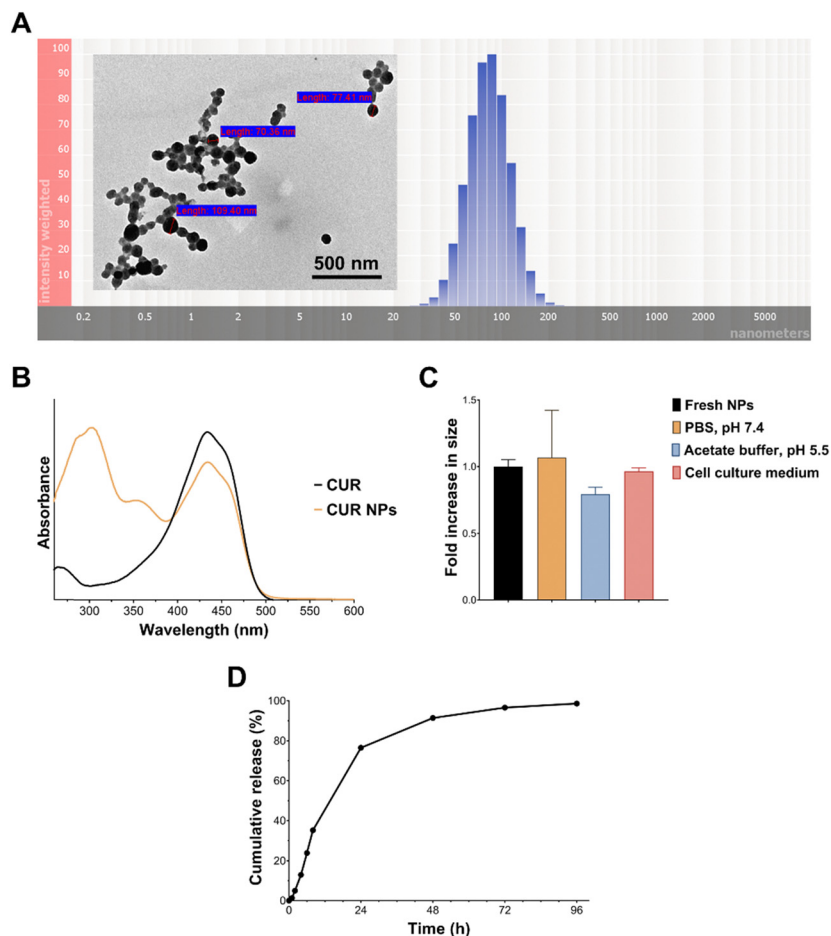 A
100
90
80
70
60
50
40
30
20
10
intensity weighted
Length: 77.41 nm
Length: 70.36 nm
Length: 109.40 nm
500 nm
0.2 0.5 1 2 5 10 20 50 100 200 500 1000 2000 5000
nanometers
B
Absorbance
CUR
CUR NPs
300 350 400 450 500 550 600
Wavelength (nm)
C
Fold increase in size
1.5
1.0
0.5
0.0
Fresh NPs
PBS, pH 7.4
Acetate buffer, pH 5.5
Cell culture medium
D
Cumulative release (%)
100
80
60
40
20
0
0 24 48 72 96
Time (h)